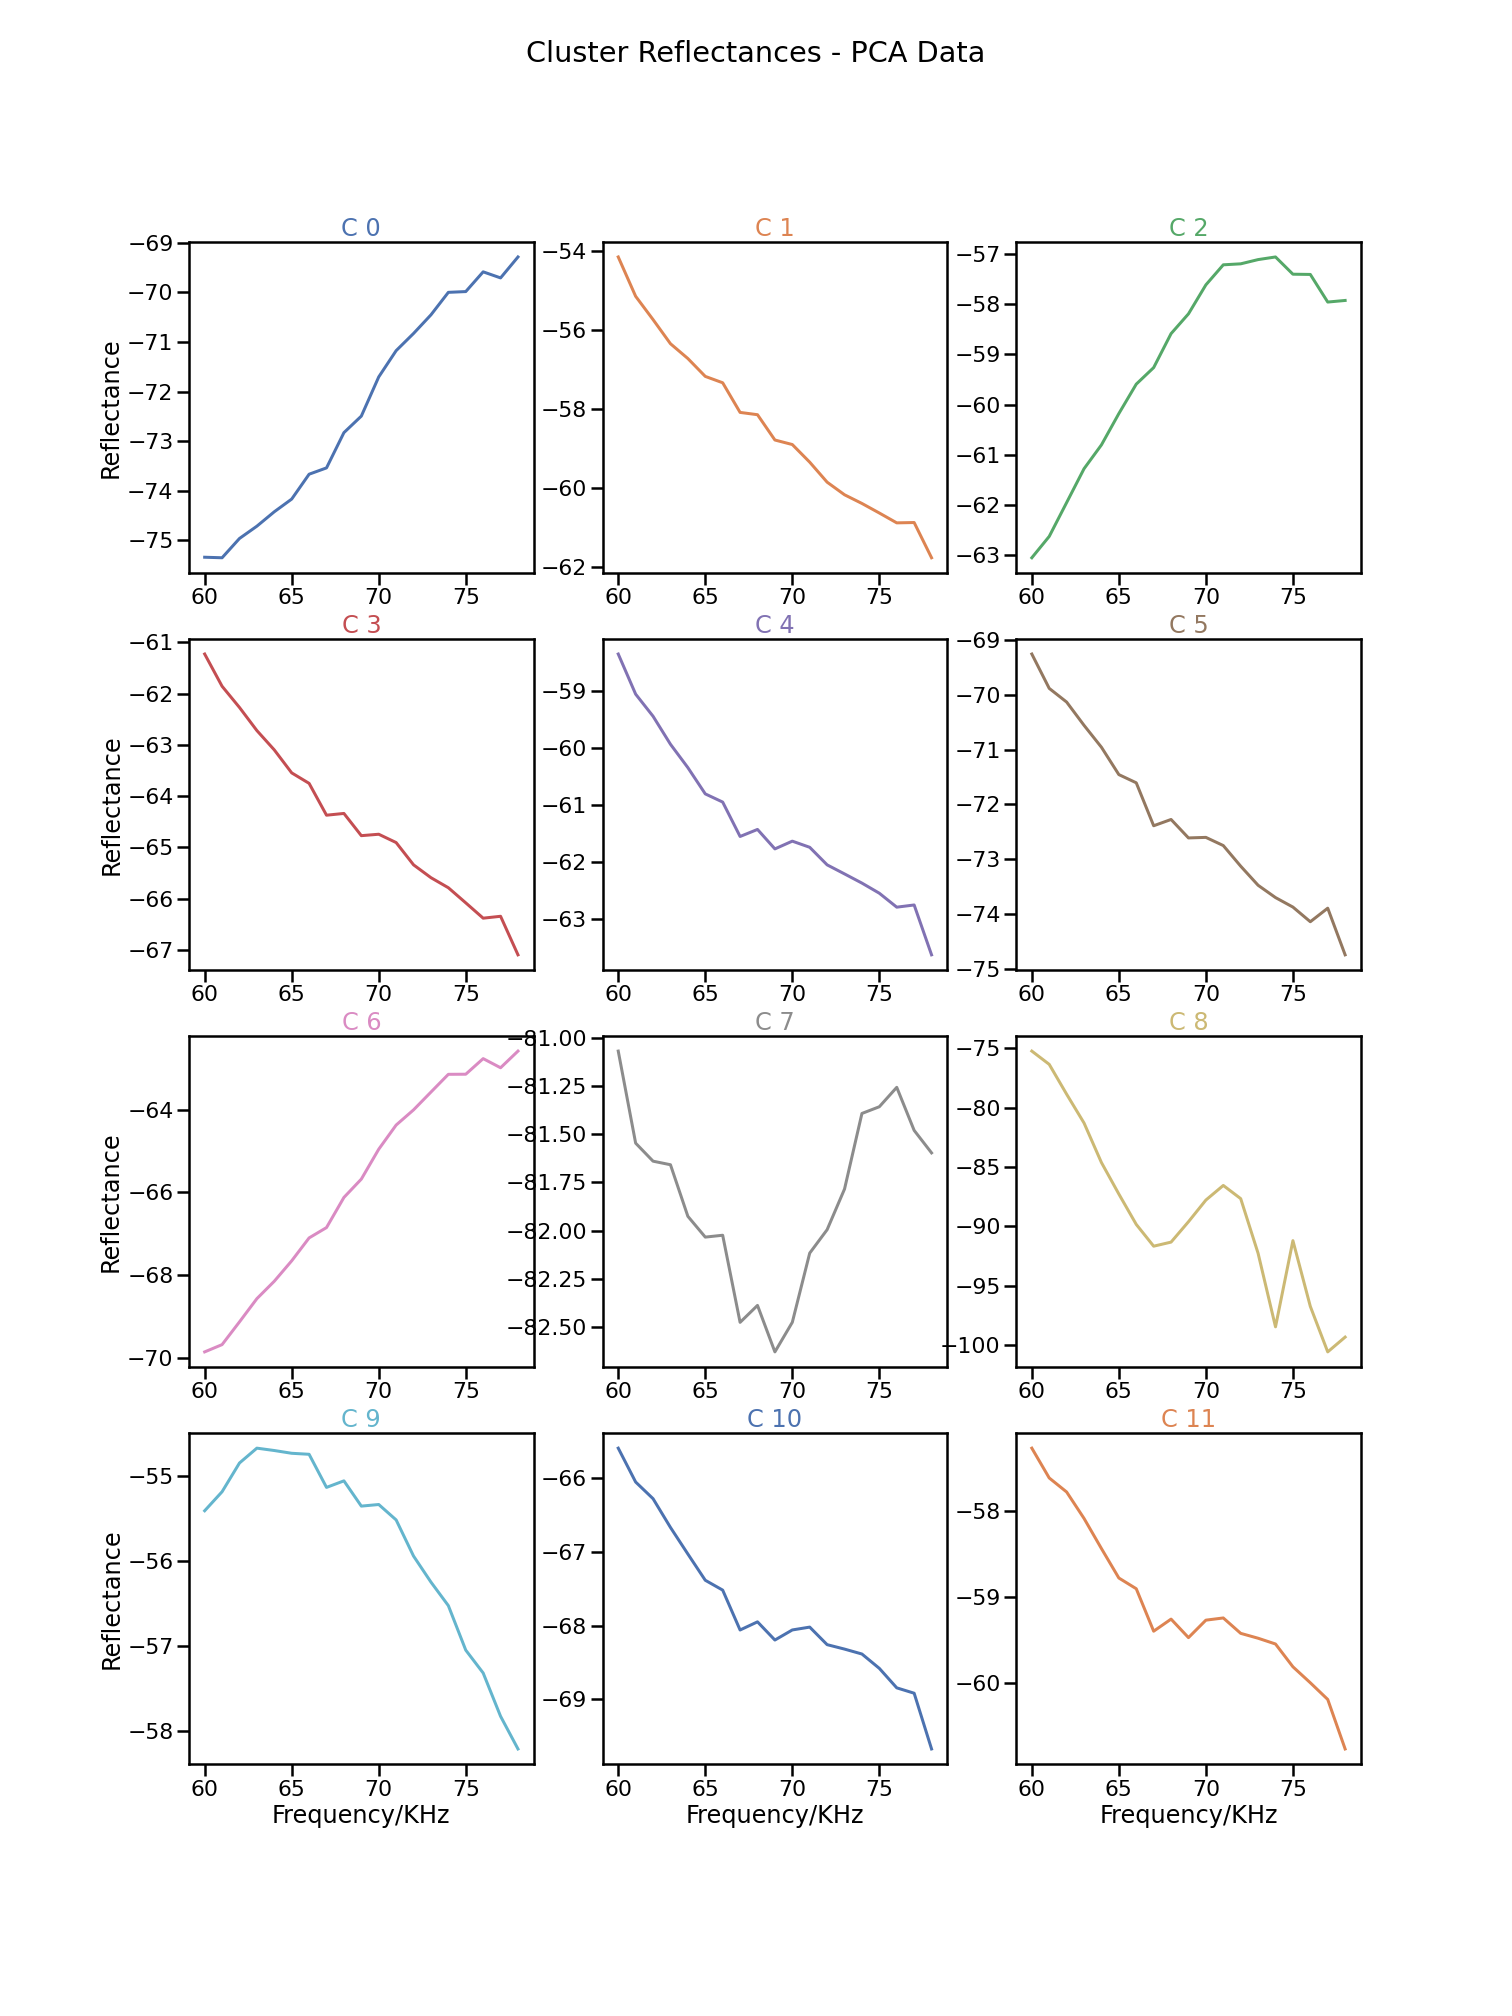 Cluster Reflectances - PCA Data
C 0
C 1
C 2
−69
−70
−71
−72
−73
−74
−75
Reflectance
60 65 70 75
−54
−56
−58
−60
−62
60 65 70 75
−57
−58
−59
−60
−61
−62
−63
60 65 70 75
C 3
C 4
C 5
−61
−62
−63
−64
−65
−66
−67
Reflectance
60 65 70 75
−59
−60
−61
−62
−63
60 65 70 75
−69
−70
−71
−72
−73
−74
−75
60 65 70 75
C 6
C 7
C 8
−64
−66
−68
−70
Reflectance
60 65 70 75
−81.00
−81.25
−81.50
−81.75
−82.00
−82.25
−82.50
60 65 70 75
−75
−80
−85
−90
−95
−100
60 65 70 75
C 9
C 10
C 11
−55
−56
−57
−58
Reflectance
60 65 70 75
Frequency/KHz
−66
−67
−68
−69
60 65 70 75
Frequency/KHz
−58
−59
−60
60 65 70 75
Frequency/KHz